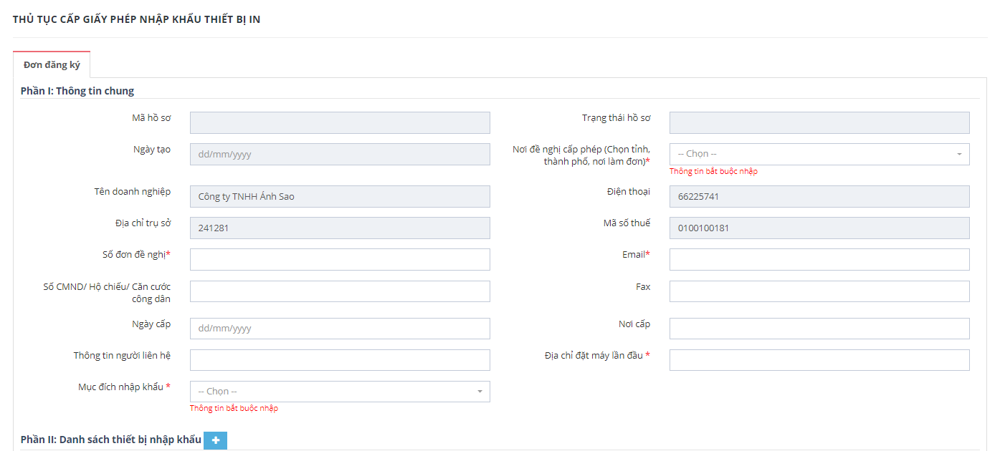 THỦ TỤC CẤP GIẤY PHÉP NHẬP KHẨU THIẾT BỊ IN
Đơn đăng ký
Phần I: Thông tin chung
Mã hồ sơ
Trạng thái hồ sơ
Ngày tạo
dd/mm/yyyy
Nơi đề nghị cấp phép (Chọn tỉnh,
thành phố, nơi làm đơn)*
-- Chọn --
Thông tin bắt buộc nhập
Tên doanh nghiệp
Công ty TNHH Ánh Sao
Điện thoại
66225741
Địa chỉ trụ sở
241281
Mã số thuế
0100100181
Số đơn đề nghị*
Email*
Số CMND/ Hộ chiếu/ Căn cước
công dân
Fax
Ngày cấp
dd/mm/yyyy
Nơi cấp
Thông tin người liên hệ
Địa chỉ đặt máy lần đầu *
Mục đích nhập khẩu *
-- Chọn --
Thông tin bắt buộc nhập
Phần II: Danh sách thiết bị nhập khẩu